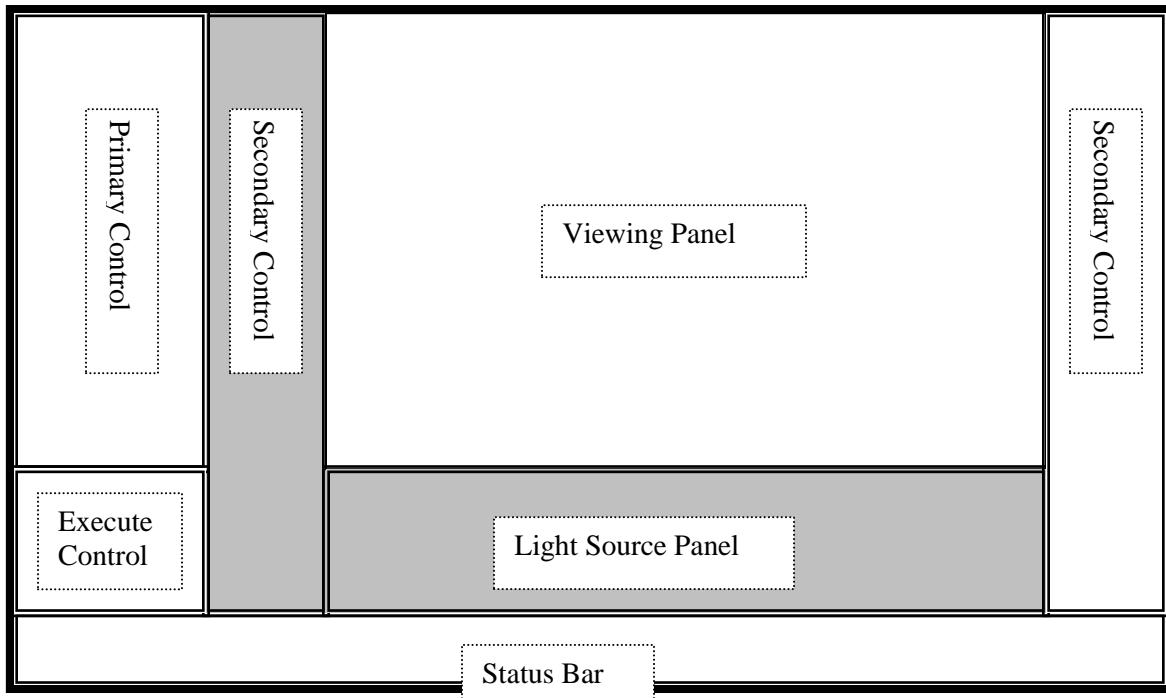 Primary Control
Secondary Control
Viewing Panel
Secondary Control
Execute
Control
Light Source Panel
Status Bar